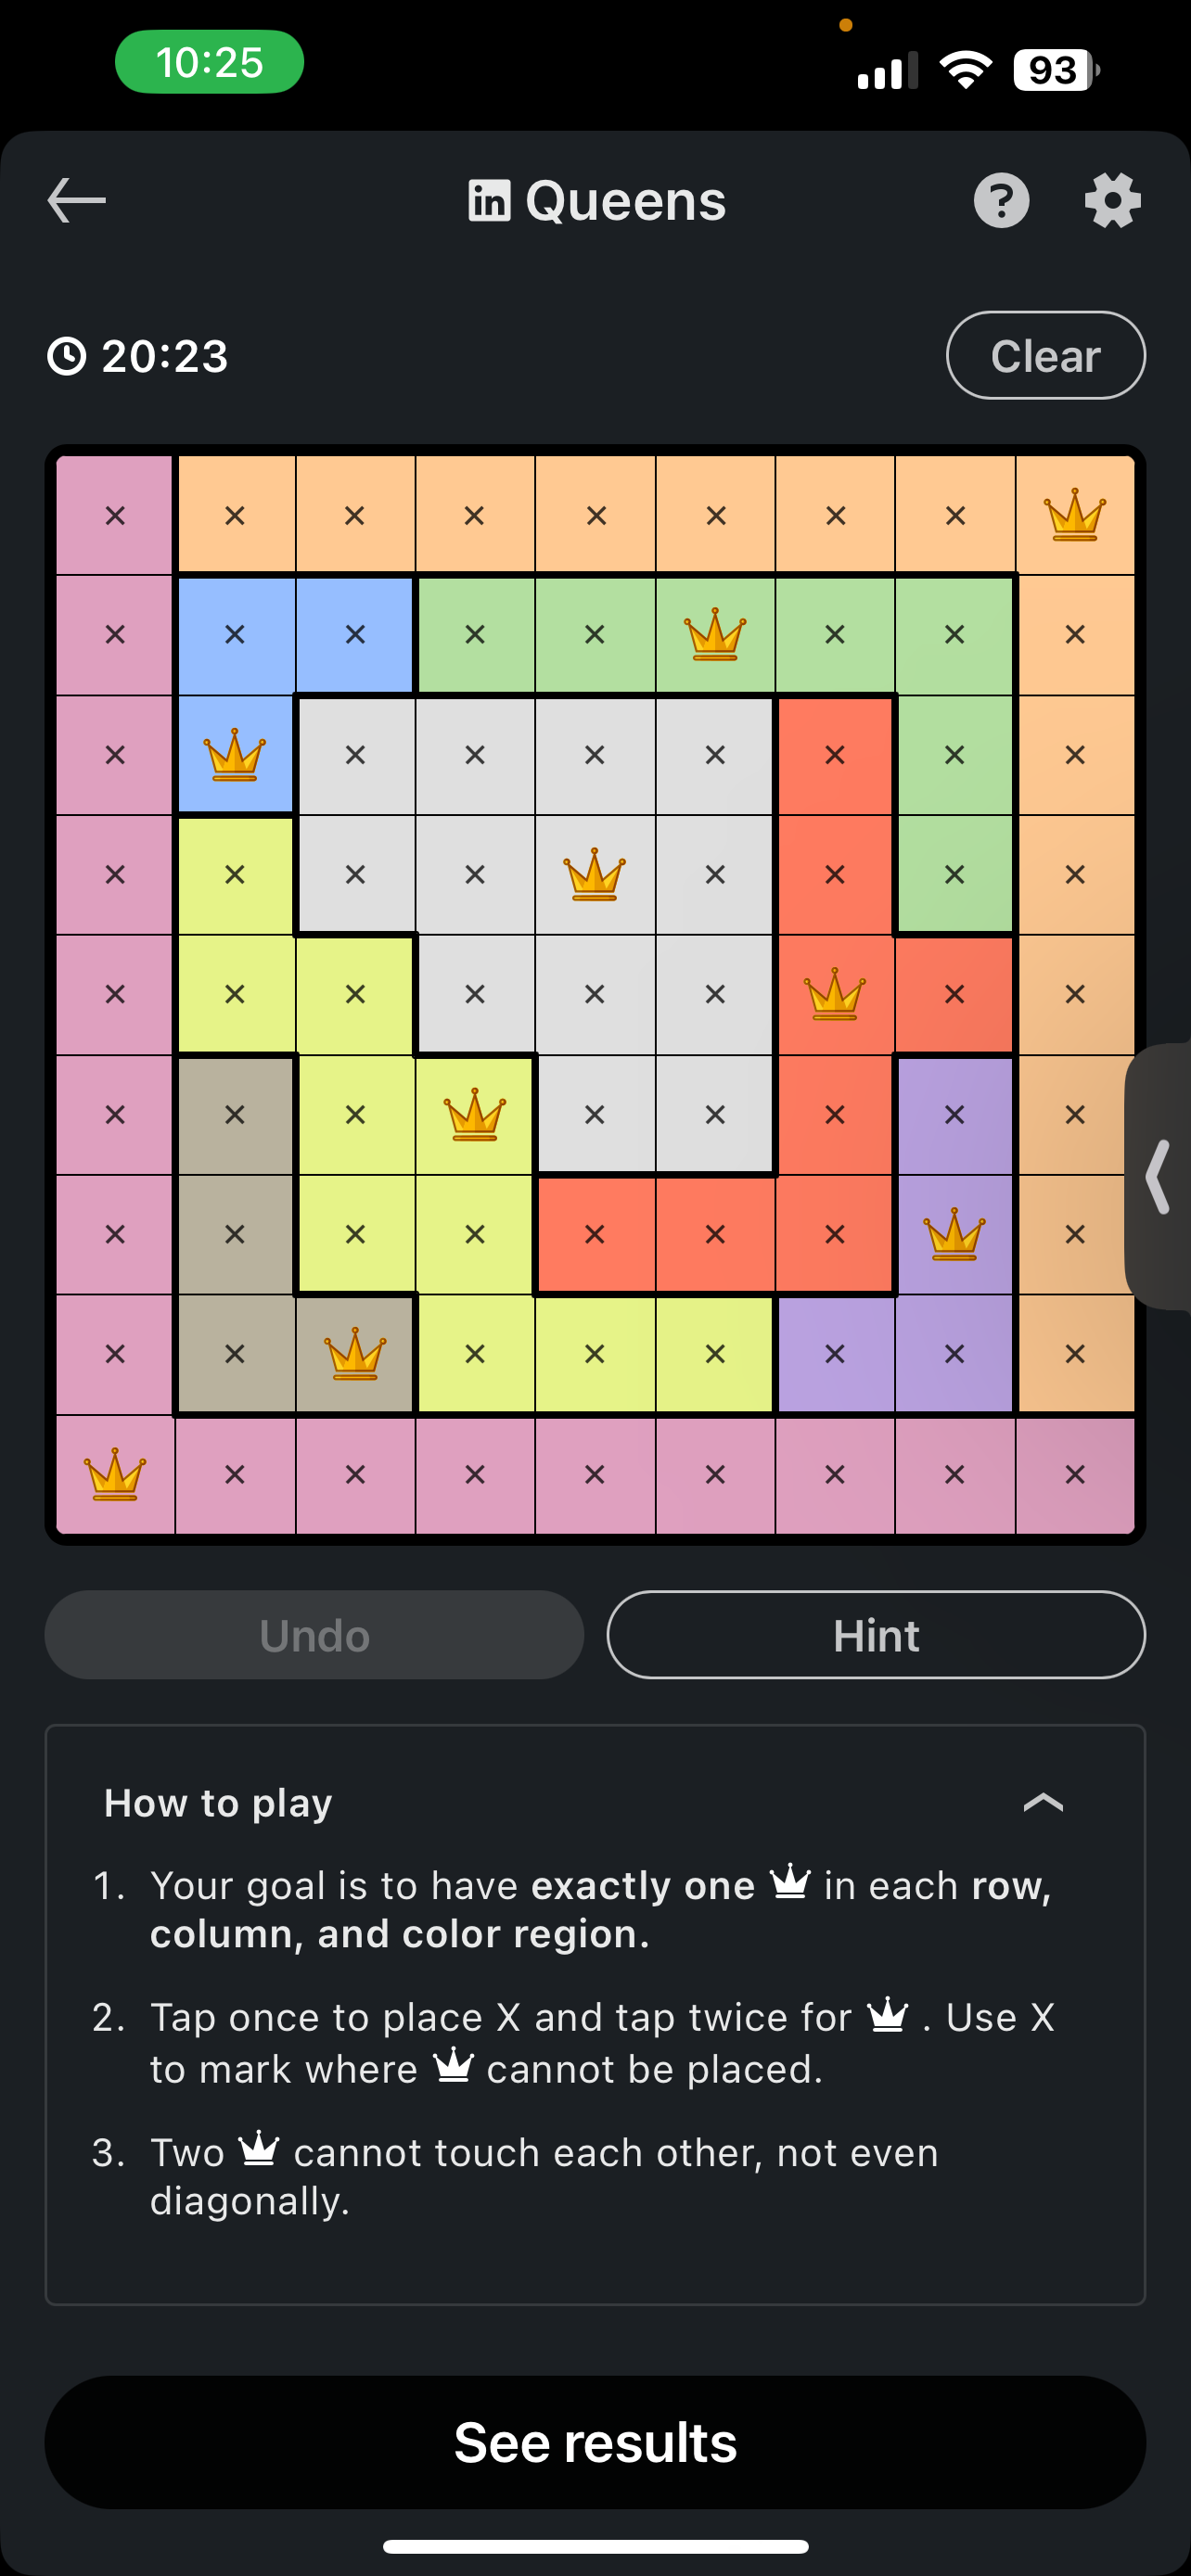 10:25
93
in Queens
20:23
Clear
Undo
Hint
How to play
1. Your goal is to have exactly one in each row,
column, and color region.
2. Tap once to place X and tap twice for . Use X
to mark where cannot be placed.
3. Two cannot touch each other, not even
diagonally.
See results